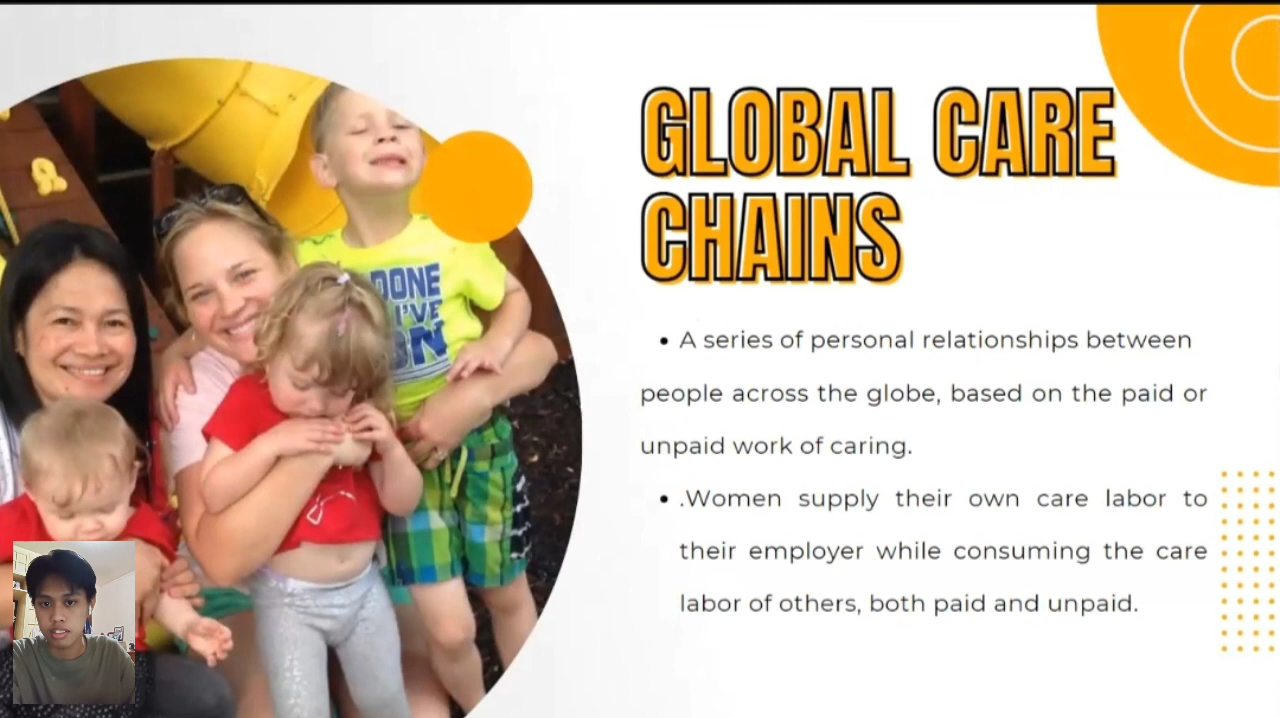 GLOBAL CARE
CHAINS
• A series of personal relationships between
people across the globe, based on the paid or
unpaid work of caring.
• .Women supply their own care labor to
their employer while consuming the care
labor of others, both paid and unpaid.
DONE
I'VE